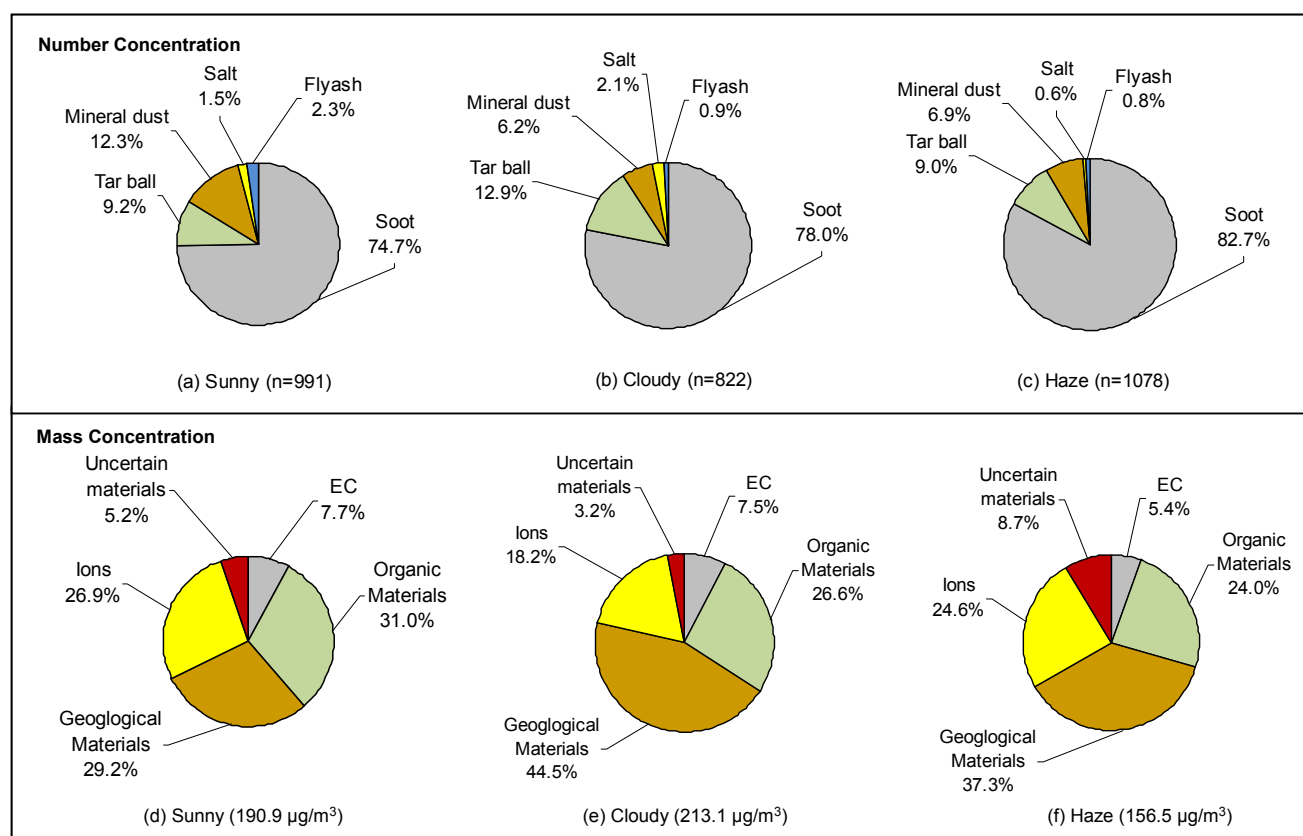 Number Concentration
Salt
1.5%
Flyash
2.3%
Mineral dust
12.3%
Tar ball
9.2%
Soot
74.7%
(a) Sunny (n=991)
Salt
2.1%
Flyash
0.9%
Mineral dust
6.2%
Tar ball
12.9%
Soot
78.0%
(b) Cloudy (n=822)
Salt
0.6%
Flyash
0.8%
Mineral dust
6.9%
Tar ball
9.0%
Soot
82.7%
(c) Haze (n=1078)
Mass Concentration
Uncertain
materials
5.2%
EC
7.7%
Ions
26.9%
Organic
Materials
31.0%
Geoglogical
Materials
29.2%
(d) Sunny (190.9 µg/m³)
Uncertain
materials
3.2%
EC
7.5%
Ions
18.2%
Organic
Materials
26.6%
Geoglogical
Materials
44.5%
(e) Cloudy (213.1 µg/m³)
Uncertain
materials
8.7%
EC
5.4%
Ions
24.6%
Organic
Materials
24.0%
Geoglogical
Materials
37.3%
(f) Haze (156.5 µg/m³)